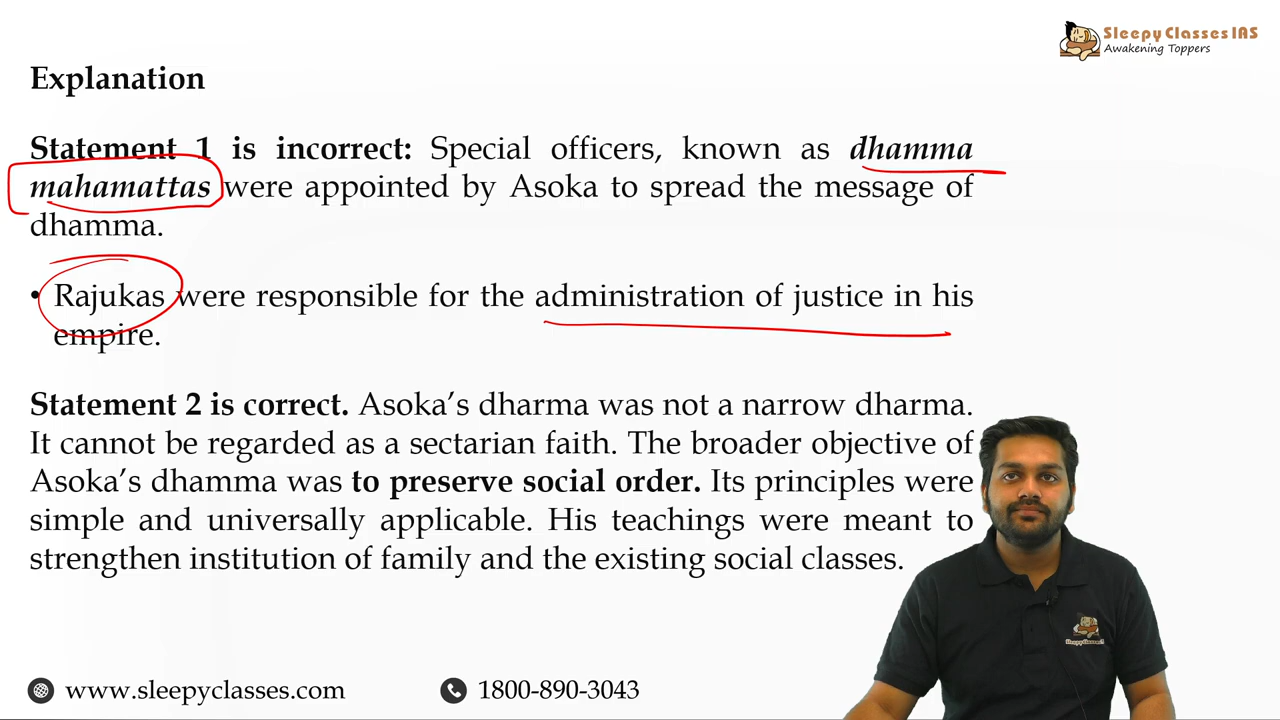 Sleepy Classes IAS
Awakening Toppers
Explanation
Statement 1 is incorrect: Special officers, known as dhamma
mahamattas were appointed by Asoka to spread the message of
dhamma.
• Rajukas were responsible for the administration of justice in his
empire.
Statement 2 is correct. Asoka’s dharma was not a narrow dharma.
It cannot be regarded as a sectarian faith. The broader objective of
Asoka’s dhamma was to preserve social order. Its principles were
simple and universally applicable. His teachings were meant to
strengthen institution of family and the existing social classes.
www.sleepyclasses.com
1800-890-3043